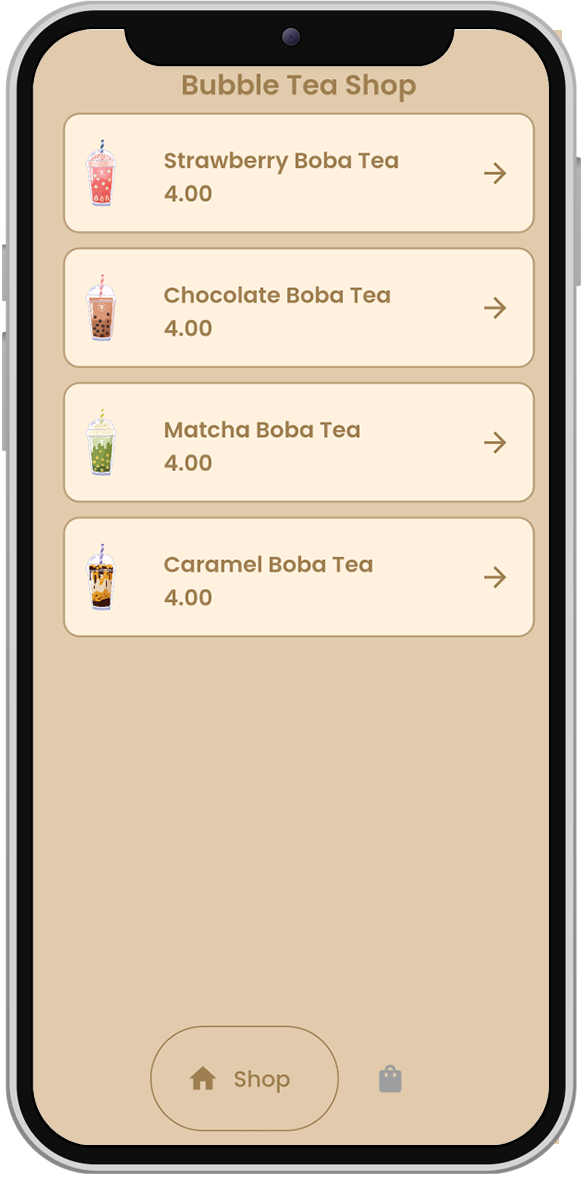 Bubble Tea Shop
Strawberry Boba Tea
4.00
Chocolate Boba Tea
4.00
Matcha Boba Tea
4.00
Caramel Boba Tea
4.00
Shop